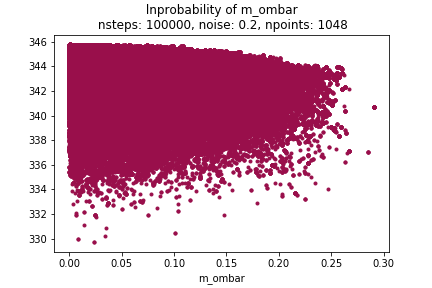 lnprobability of m_ombar
nsteps: 100000, noise: 0.2, npoints: 1048
346
344
342
340
338
336
334
332
330
0.00 0.05 0.10 0.15 0.20 0.25 0.30
m_ombar